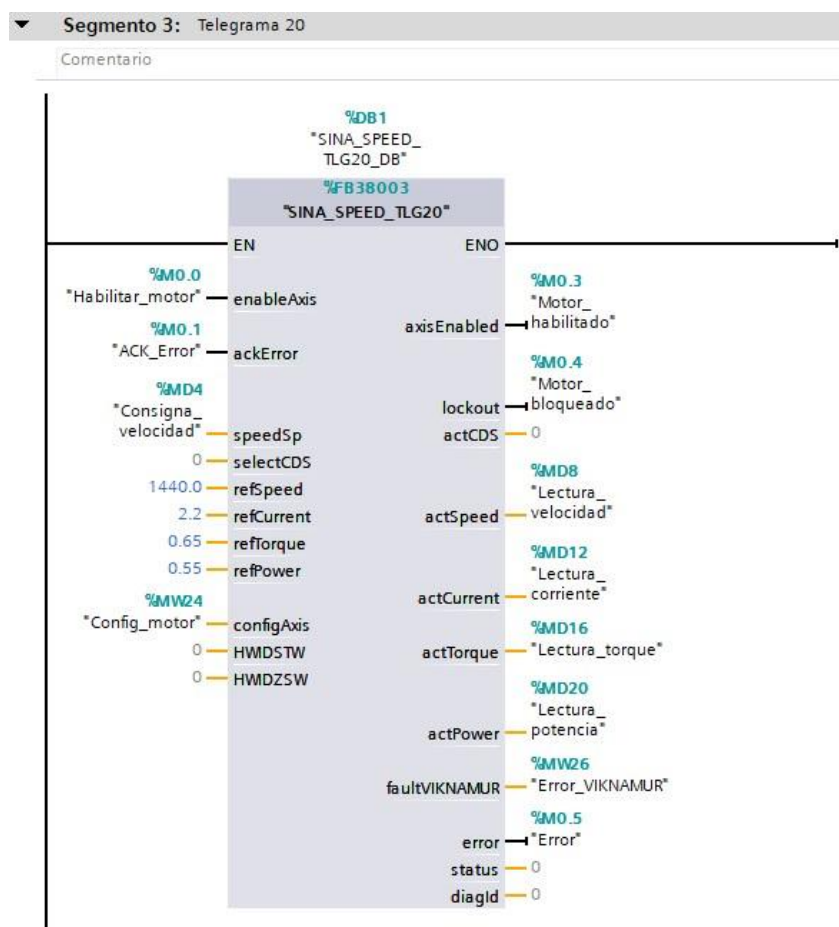 Segmento 3: Telegrama 20
Comentario
%DB1
"SINA_SPEED_
TLG20_DB"
%FB38003
"SINA_SPEED_TLG20"
EN ENO
%M0.0
"Habilitar_motor" enableAxis
%M0.3
"Motor_
axisEnabled habilitado"
%M0.1
"ACK_Error" ackError
%M0.4
"Motor_
lockout bloqueado"
%MD4
"Consigna_
velocidad" speedSp
actCDS 0
0 selectCDS
1440.0 refSpeed
%MD8
"Lectura_
2.2 refCurrent actSpeed velocidad"
0.65 refTorque
0.55 refPower
%MD12
"Lectura_
actCurrent corriente"
%MW24
"Config_motor" configAxis
0 HWIDSTW
0 HWIDZSW
%MD16
actTorque "Lectura_torque"
%MD20
"Lectura_
actPower potencia"
%MW26
faultVIKNAMUR "Error_VIKNAMUR"
%M0.5
error "Error"
status 0
diagId 0